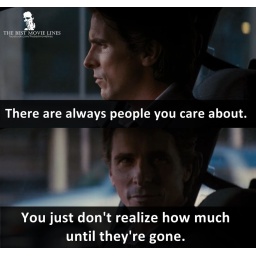 THE BEST MOVIE LINES
There are always people you care about.
You just don't realize how much
until they're gone.